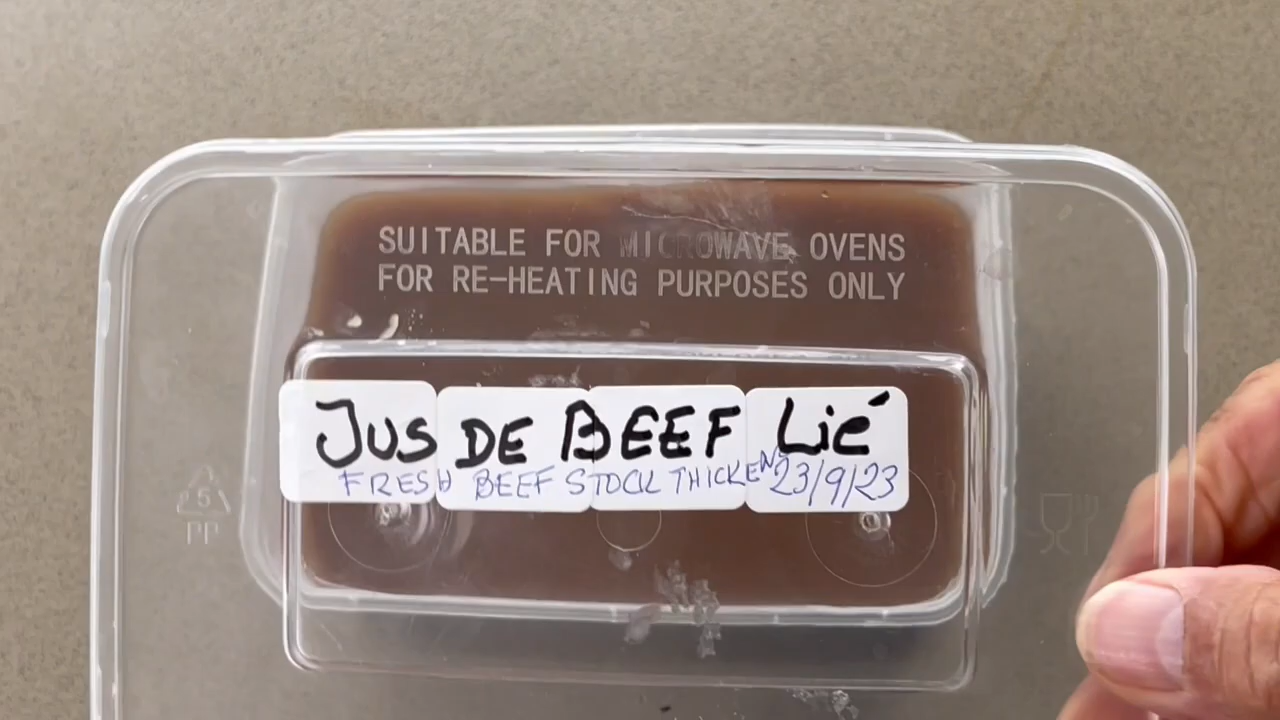 SUITABLE FOR MICROWAVE OVENS
FOR RE-HEATING PURPOSES ONLY
JUS DE BEEF Lié
FRESH BEEF STOCK THICKEN 23/9/23
5
PP